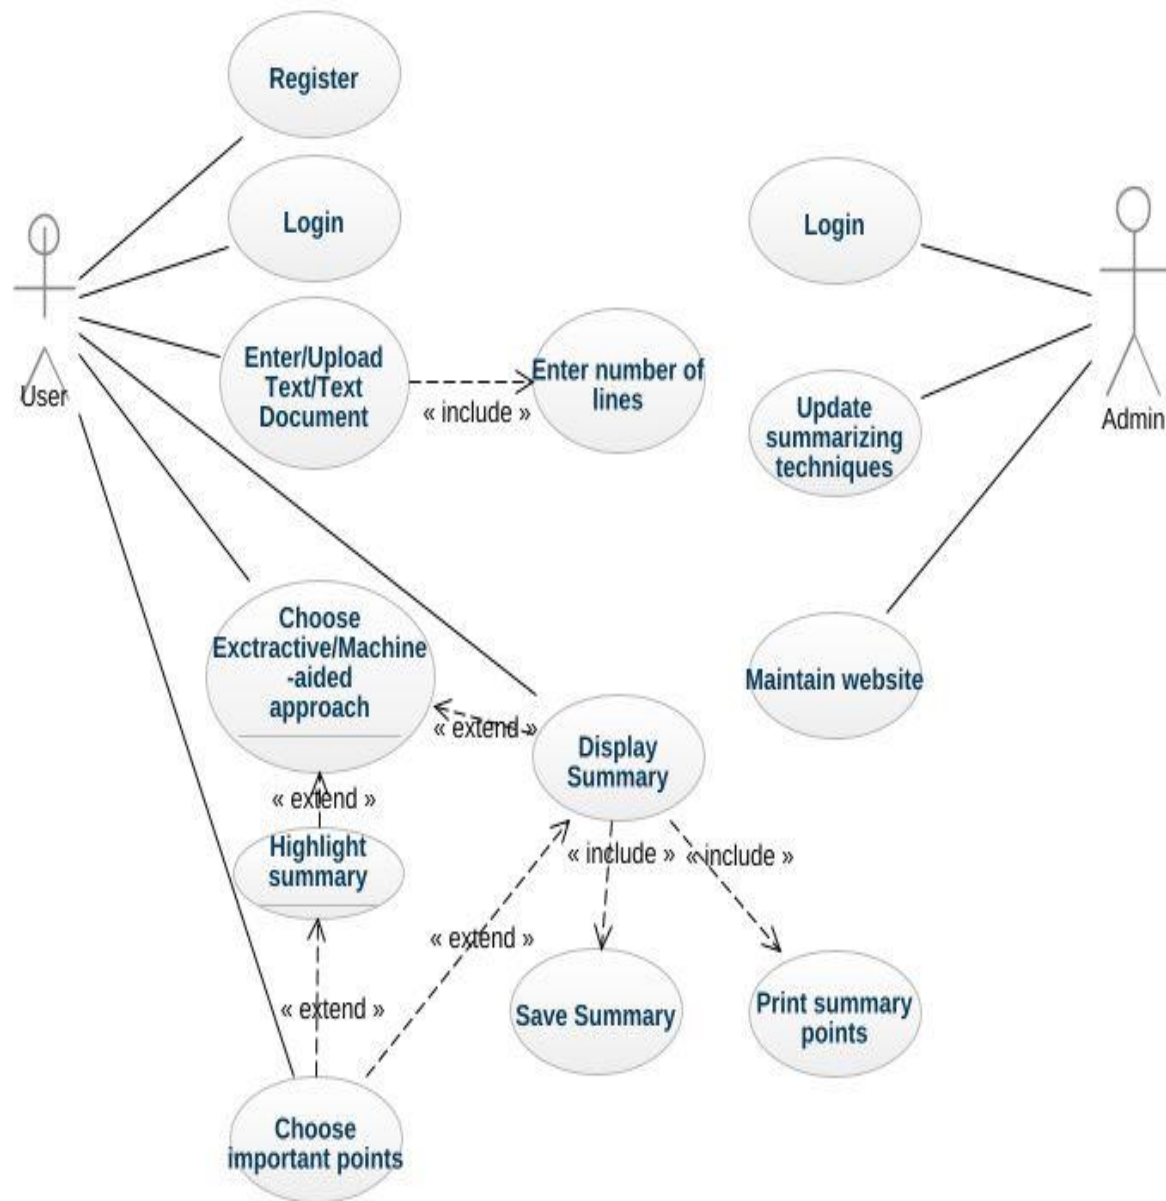 Register
Login
Login
Enter/Upload
Text/Text
Document
« include »
Enter number of
lines
User
Update
summarizing
techniques
Admin
Choose
Exctractive/Machine
-aided
approach
« extend »
Display
Summary
Maintain website
« extend »
Highlight
summary
« include »
« include »
« extend »
« extend »
Save Summary
Print summary
points
Choose
important points